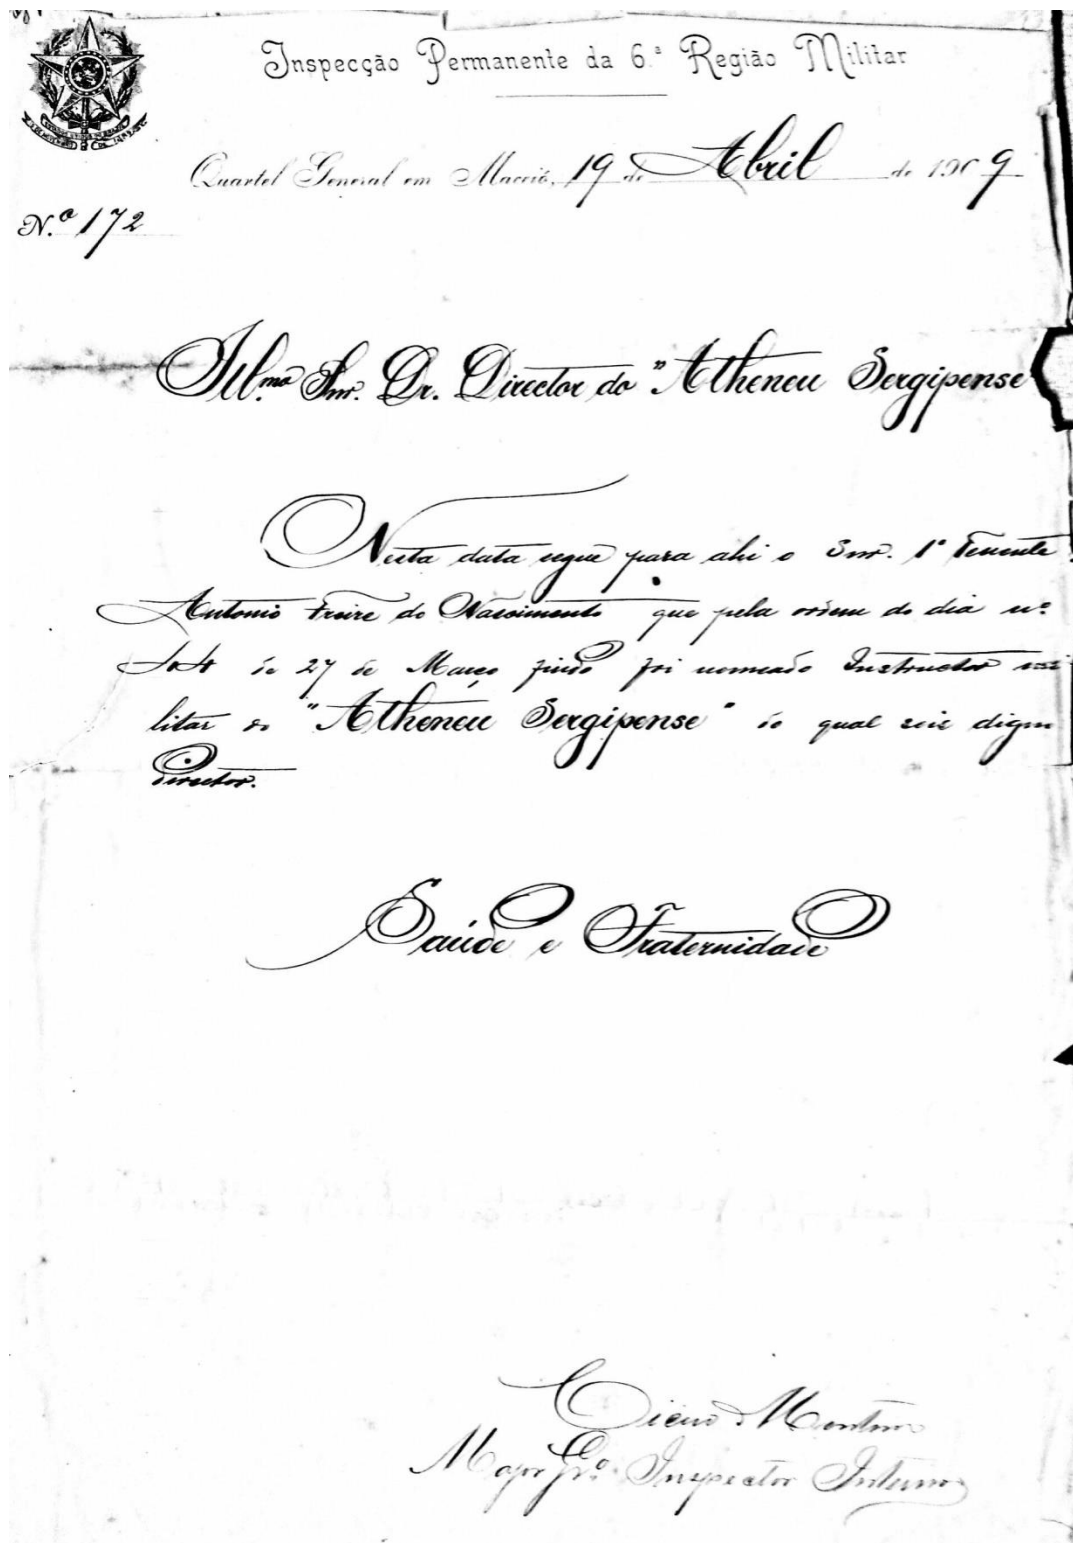 Inspecção Permanente da 6.ª Região Militar
Quartel General em Maceió, 19 de Abril de 1909
N.º 172
Ill.mo Snr. Dr. Director do "Atheneu Sergipense
Nesta data segue para ahi o Snr. 1º Tenente
Antonio Freire do Nascimento que pela ordem do dia nº
de 27 de Março findo foi nomeado Instructor mi
litar do "Atheneu Sergipense" do qual sois digno
Director.
Saúde e Fraternidade
Major Inspector Interino